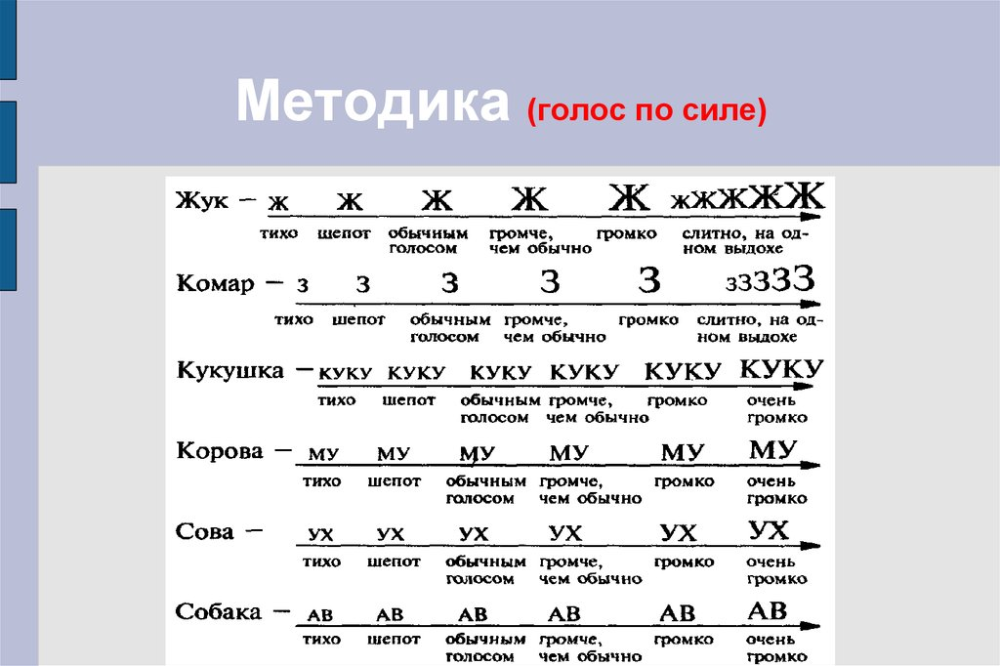 Методика (голос по силе)
Жук – Ж Ж Ж Ж Ж ЖЖЖЖЖ
тихо шепот обычным громче, громко слитно, на од-
голосом чем обычно ном выдохе
Комар – З З З З З ЗЗЗЗЗ
тихо шепот обычным громче, громко слитно, на од-
голосом чем обычно ном выдохе
Кукушка – КУКУ КУКУ КУКУ КУКУ КУКУ КУКУ
тихо шепот обычным громче, громко очень
голосом чем обычно громко
Корова – МУ МУ МУ МУ МУ МУ
тихо шепот обычным громче, громко очень
голосом чем обычно громко
Сова – УХ УХ УХ УХ УХ УХ
тихо шепот обычным громче, громко очень
голосом чем обычно громко
Собака – АВ АВ АВ АВ АВ АВ
тихо шепот обычным громче, громко очень
голосом чем обычно громко